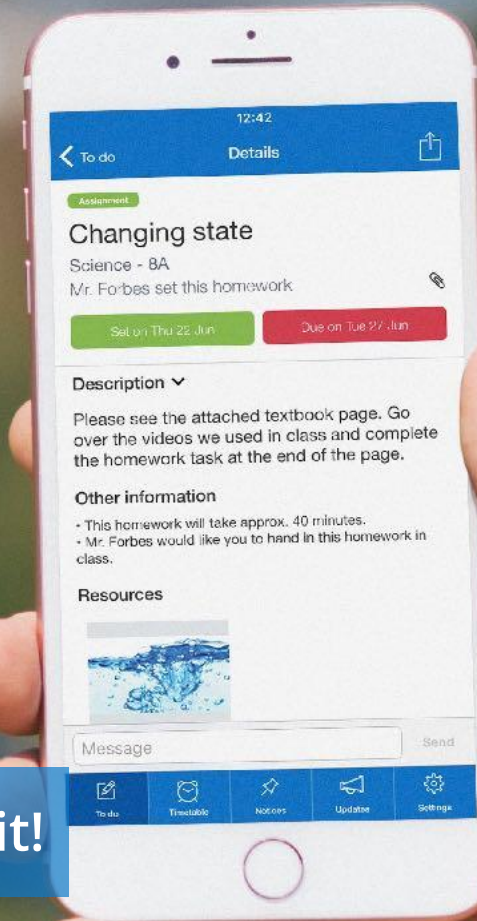 12:42
To do
Details
Assignment
Changing state
Science - 8A
Mr. Forbes set this homework
Set on Thu 22 Jun
Due on Tue 27 Jun
Description
Please see the attached textbook page. Go
over the videos we used in class and complete
the homework task at the end of the page.
Other information
• This homework will take approx. 40 minutes.
• Mr. Forbes would like you to hand in this homework in
class.
Resources
Message
Send
To do
Timetable
Notices
Updates
Settings
it!